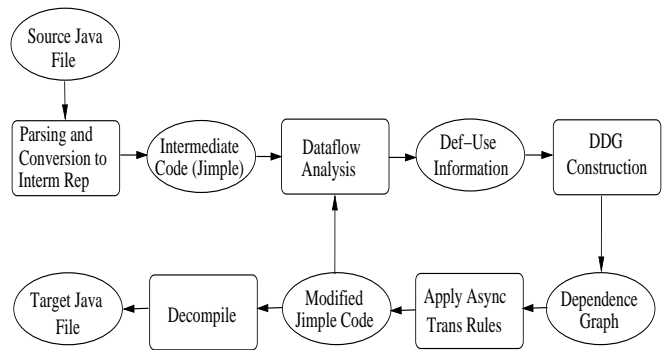 Source Java
File
Parsing and
Conversion to
Interm Rep
Intermediate
Code (Jimple)
Dataflow
Analysis
Def−Use
Information
DDG
Construction
Target Java
File
Decompile
Modified
Jimple Code
Apply Async
Trans Rules
Dependence
Graph